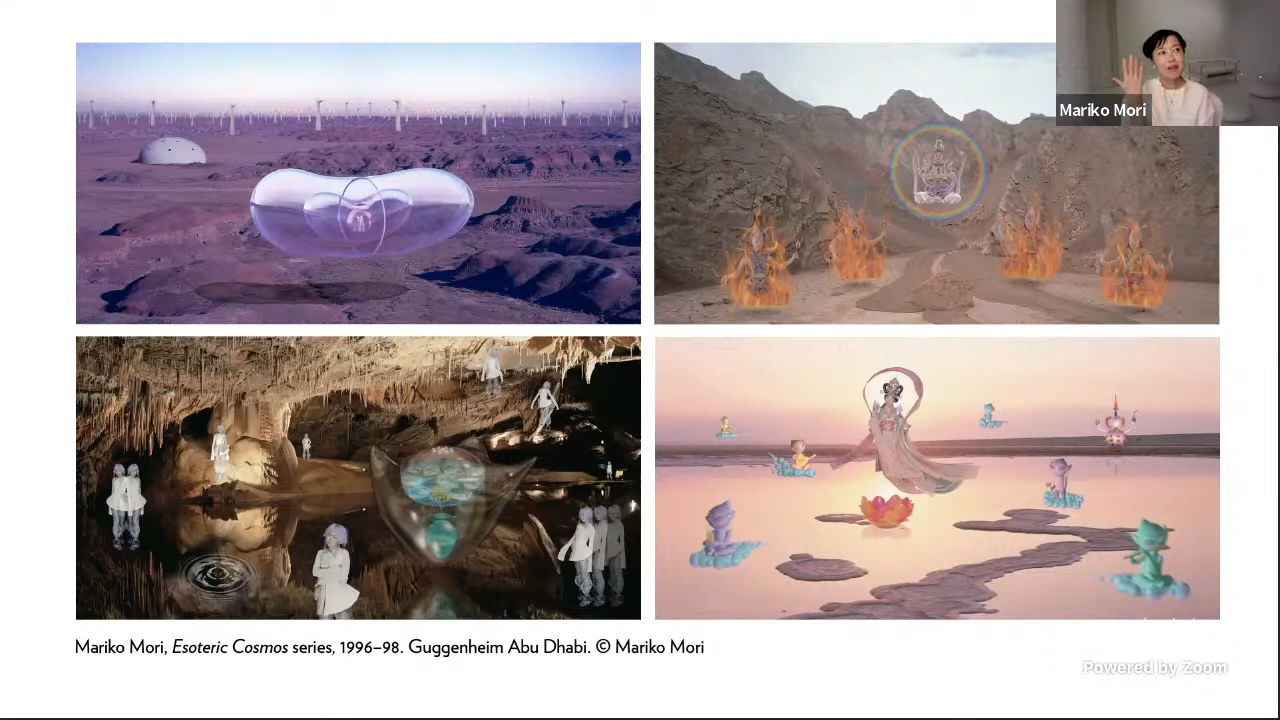 Mariko Mori
Mariko Mori, Esoteric Cosmos series, 1996–98. Guggenheim Abu Dhabi. © Mariko Mori
Powered by Zoom